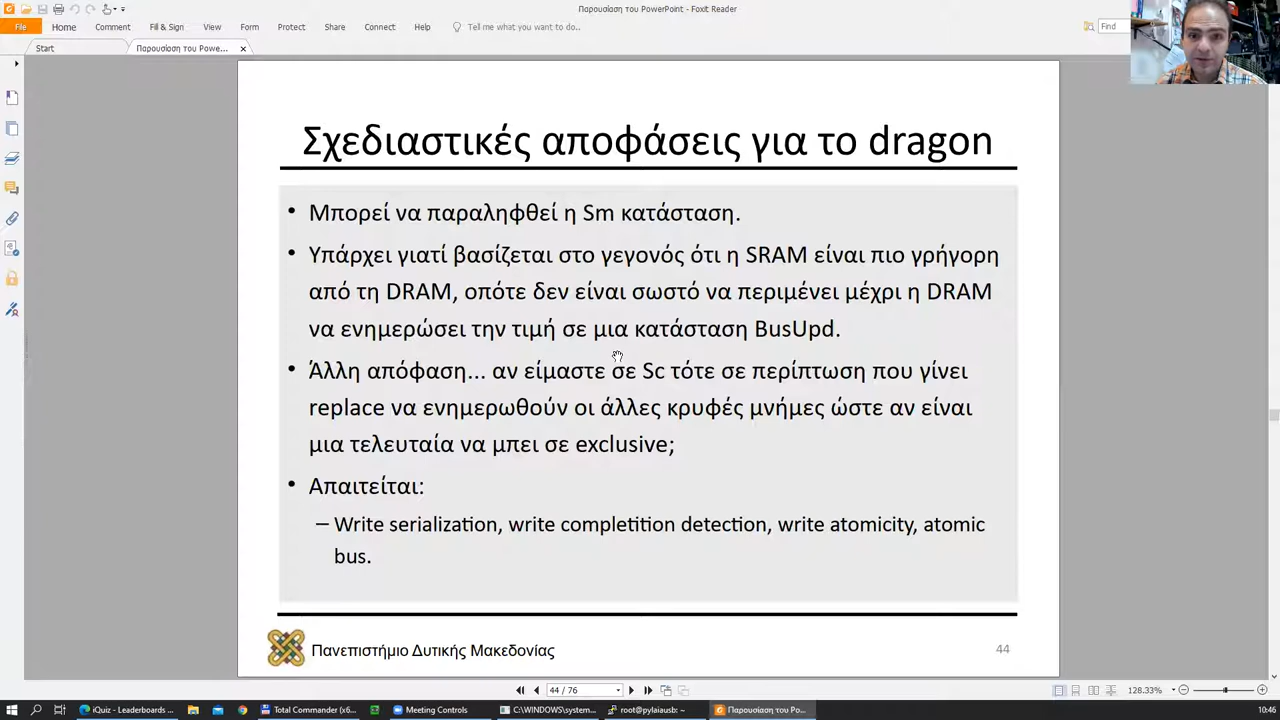 Παρουσίαση του PowerPoint - Foxit Reader
File Home Comment Fill & Sign View Form Protect Share Connect Help Tell me what you want to do.. Find
Start Παρουσίαση του Powe...
Σχεδιαστικές αποφάσεις για το dragon
• Μπορεί να παραληφθεί η Sm κατάσταση.
• Υπάρχει γιατί βασίζεται στο γεγονός ότι η SRAM είναι πιο γρήγορη
από τη DRAM, οπότε δεν είναι σωστό να περιμένει μέχρι η DRAM
να ενημερώσει την τιμή σε μια κατάσταση BusUpd.
• Άλλη απόφαση... αν είμαστε σε Sc τότε σε περίπτωση που γίνει
replace να ενημερωθούν οι άλλες κρυφές μνήμες ώστε αν είναι
μια τελευταία να μπει σε exclusive;
• Απαιτείται:
– Write serialization, write completition detection, write atomicity, atomic
bus.
Πανεπιστήμιο Δυτικής Μακεδονίας
44
44 / 76 128.33%
iQuiz - Leaderboards ... Total Commander (x6... Meeting Controls C:\WINDOWS\system... root@pylaiausb: ~ Παρουσίαση του Po... 10:46